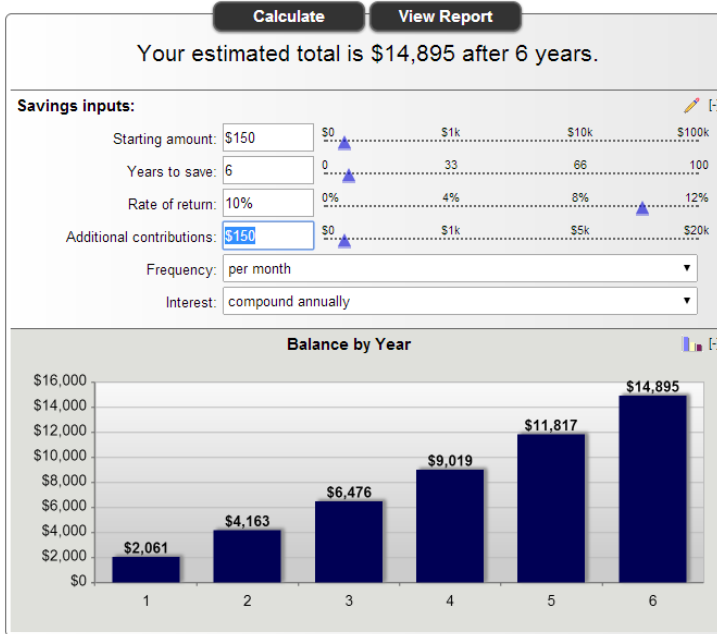 Calculate View Report
Your estimated total is $14,895 after 6 years.
Savings inputs: [-]
Starting amount: $150 $0 $1k $10k $100k
Years to save: 6 0 33 66 100
Rate of return: 10% 0% 4% 8% 12%
Additional contributions: $150 $0 $1k $5k $20k
Frequency: per month
Interest: compound annually
Balance by Year [-]
$16,000
$14,895
$14,000
$12,000
$11,817
$10,000
$9,019
$8,000
$6,476
$6,000
$4,163
$4,000
$2,061
$2,000
$0
1 2 3 4 5 6